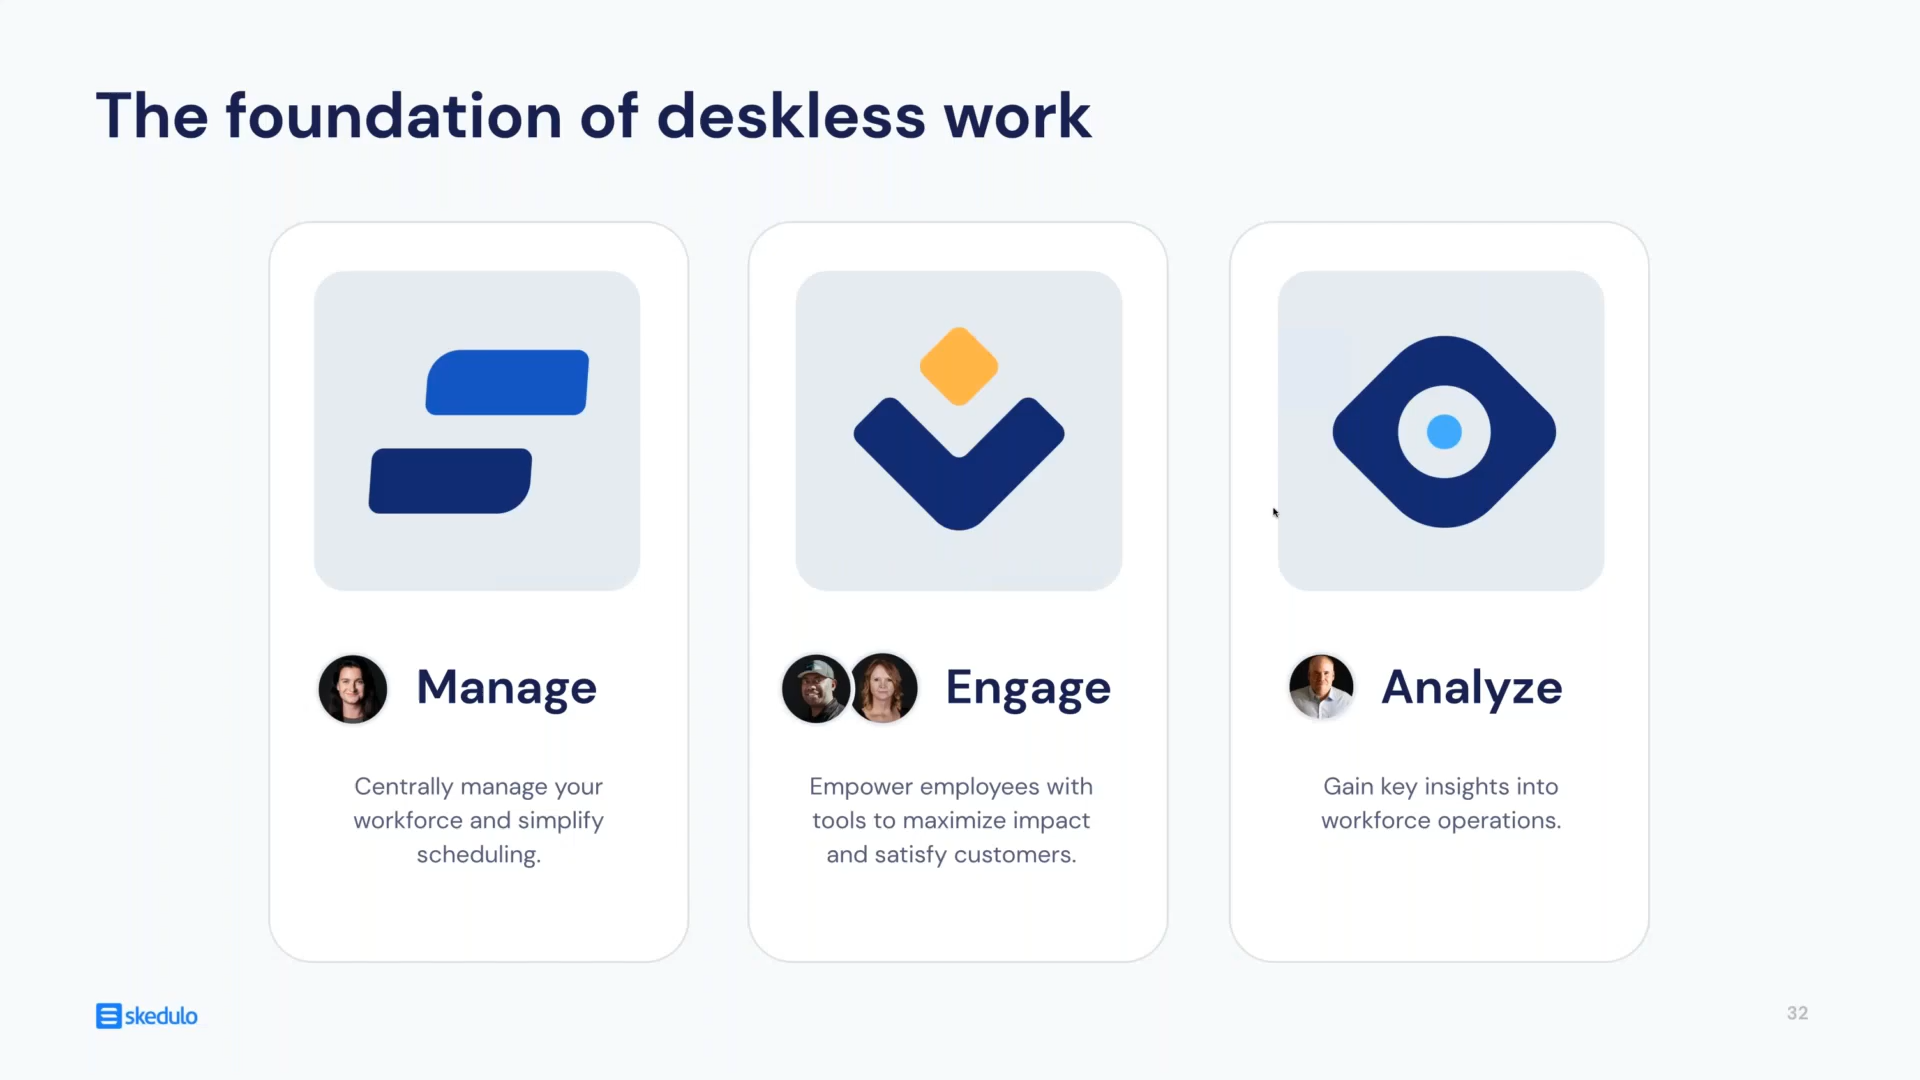 The foundation of deskless work
Manage
Centrally manage your
workforce and simplify
scheduling.
Engage
Empower employees with
tools to maximize impact
and satisfy customers.
Analyze
Gain key insights into
workforce operations.
skedulo
32